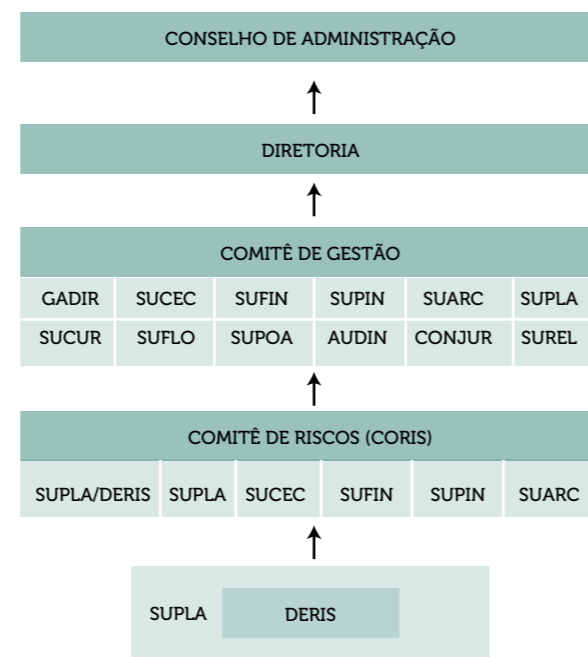 CONSELHO DE ADMINISTRAÇÃO
DIRETORIA
COMITÊ DE GESTÃO
GADIR SUCEC SUFIN SUPIN SUARC SUPLA
SUCUR SUFLO SUPOA AUDIN CONJUR SUREL
COMITÊ DE RISCOS (CORIS)
SUPLA/DERIS SUPLA SUCEC SUFIN SUPIN SUARC
SUPLA DERIS